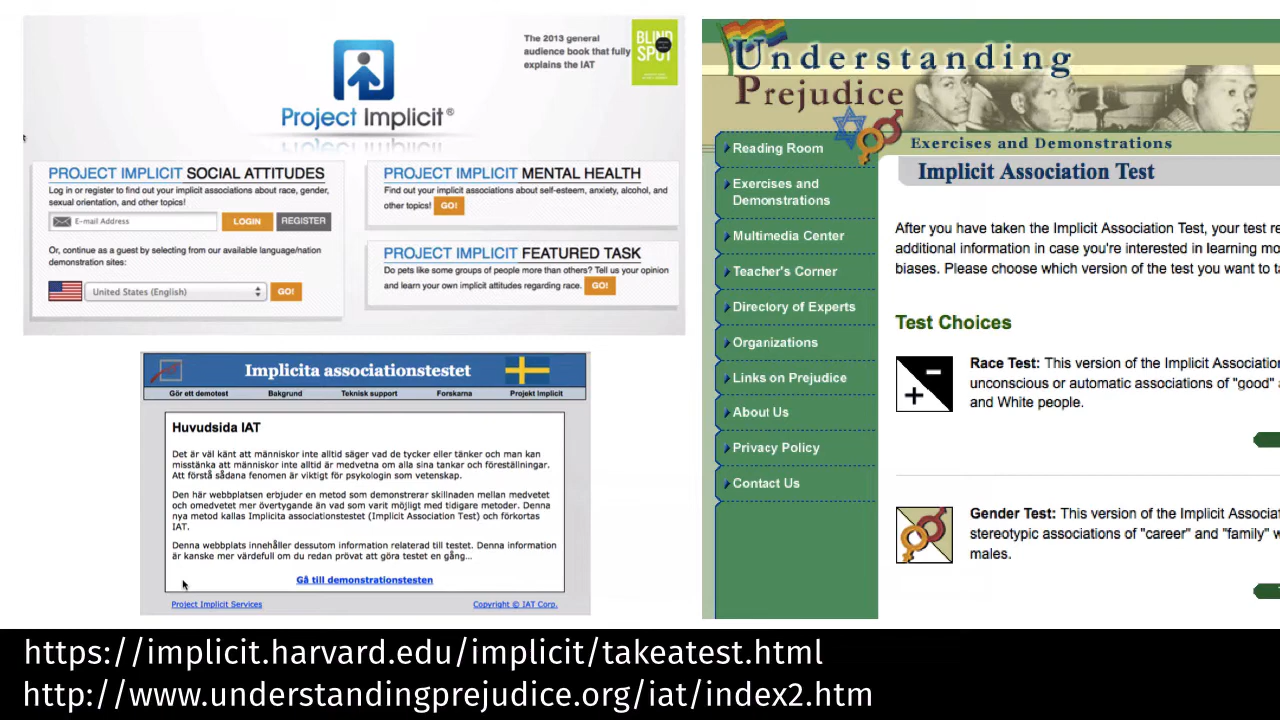 The 2013 general
audience book that fully
explains the IAT
BLIND
SPOT
Project Implicit®
PROJECT IMPLICIT SOCIAL ATTITUDES
Log in or register to find out your implicit associations about race, gender,
sexual orientation, and other topics!
E-mail Address
LOGIN
REGISTER
Or, continue as a guest by selecting from our available language/nation
demonstration sites:
United States (English)
GO!
PROJECT IMPLICIT MENTAL HEALTH
Find out your implicit associations about self-esteem, anxiety, alcohol, and
other topics! GO!
PROJECT IMPLICIT FEATURED TASK
Do pets like some groups of people more than others? Tell us your opinion
and learn your own implicit attitudes regarding race. GO!
Implicita associationstestet
Gör ett demotest Bakgrund Teknisk support Forskarna Projekt Implicit
Huvudsida IAT
Det är väl känt att människor inte alltid säger vad de tycker eller tänker och man kan
misstänka att människor inte alltid är medvetna om alla sina tankar och föreställningar.
Att förstå sådana fenomen är viktigt för psykologin som vetenskap.
Den här webbplatsen erbjuder en metod som demonstrerar skillnaden mellan medvetet
och omedvetet mer övertygande än vad som varit möjligt med tidigare metoder. Denna
nya metod kallas Implicita associationstestet (Implicit Association Test) och förkortas
IAT.
Denna webbplats innehåller dessutom information relaterad till testet. Denna information
är kanske mer värdefull om du redan prövat att göra testet en gång...
Gå till demonstrationstesten
Project Implicit Services
Copyright © IAT Corp.
Understanding
Prejudice
Exercises and Demonstrations
Reading Room
Exercises and
Demonstrations
Multimedia Center
Teacher's Corner
Directory of Experts
Organizations
Links on Prejudice
About Us
Privacy Policy
Contact Us
Implicit Association Test
After you have taken the Implicit Association Test, your test re
additional information in case you're interested in learning mo
biases. Please choose which version of the test you want to ta
Test Choices
Race Test: This version of the Implicit Association
unconscious or automatic associations of "good" a
and White people.
Gender Test: This version of the Implicit Associat
stereotypic associations of "career" and "family" w
males.
https://implicit.harvard.edu/implicit/takeatest.html
http://www.understandingprejudice.org/iat/index2.htm